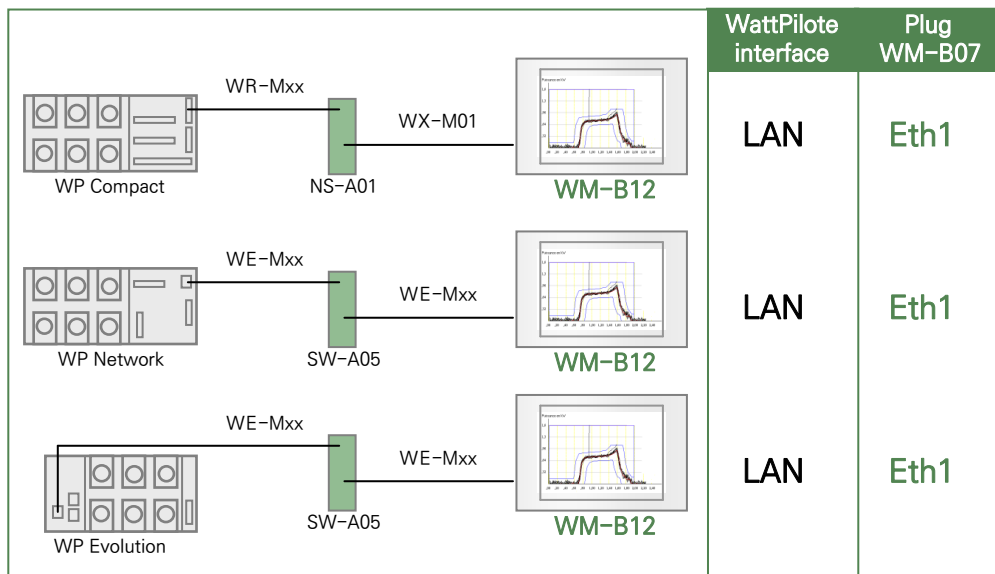 WattPilote
interface
Plug
WM-B07
WR-Mxx
WX-M01
WP Compact
NS-A01
WM-B12
LAN
Eth1
WE-Mxx
WE-Mxx
WP Network
SW-A05
WM-B12
LAN
Eth1
WE-Mxx
WE-Mxx
WP Evolution
SW-A05
WM-B12
LAN
Eth1